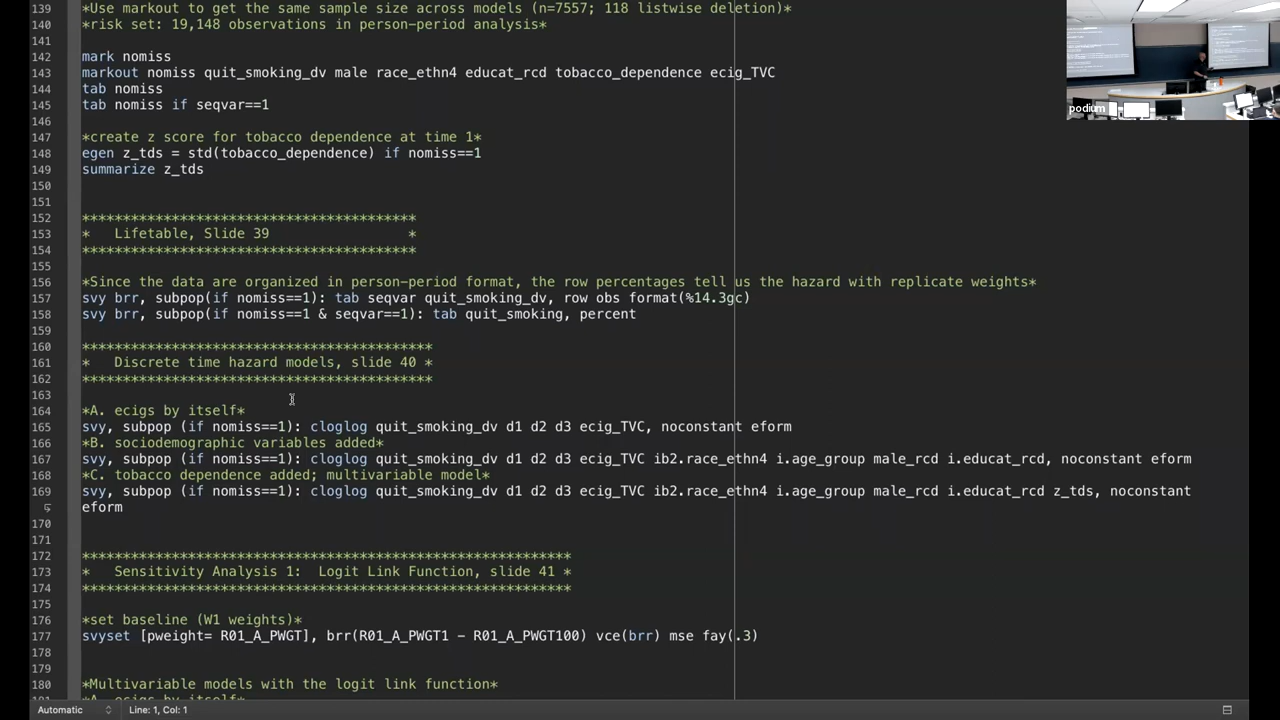 139 *Use markout to get the same sample size across models (n=7557; 118 listwise deletion)*
140 *risk set: 19,148 observations in person-period analysis*
141
142 mark nomiss
143 markout nomiss quit_smoking_dv male race_ethn4 educat_rcd tobacco_dependence ecig_TVC
144 tab nomiss
145 tab nomiss if seqvar==1
146
147 *create z score for tobacco dependence at time 1*
148 egen z_tds = std(tobacco_dependence) if nomiss==1
149 summarize z_tds
150
151
152 *****************************************
153 *   Lifetable, Slide 39                 *
154 *****************************************
155
156 *Since the data are organized in person-period format, the row percentages tell us the hazard with replicate weights*
157 svy brr, subpop(if nomiss==1): tab seqvar quit_smoking_dv, row obs format(%14.3gc)
158 svy brr, subpop(if nomiss==1 & seqvar==1): tab quit_smoking, percent
159
160 *******************************************
161 *   Discrete time hazard models, slide 40 *
162 *******************************************
163
164 *A. ecigs by itself*
165 svy, subpop (if nomiss==1): cloglog quit_smoking_dv d1 d2 d3 ecig_TVC, noconstant eform
166 *B. sociodemographic variables added*
167 svy, subpop (if nomiss==1): cloglog quit_smoking_dv d1 d2 d3 ecig_TVC ib2.race_ethn4 i.age_group male_rcd i.educat_rcd, noconstant eform
168 *C. tobacco dependence added; multivariable model*
169 svy, subpop (if nomiss==1): cloglog quit_smoking_dv d1 d2 d3 ecig_TVC ib2.race_ethn4 i.age_group male_rcd i.educat_rcd z_tds, noconstant
eform
170
171
172 ************************************************************
173 *   Sensitivity Analysis 1:  Logit Link Function, slide 41 *
174 ************************************************************
175
176 *set baseline (W1 weights)*
177 svyset [pweight= R01_A_PWGT], brr(R01_A_PWGT1 - R01_A_PWGT100) vce(brr) mse fay(.3)
178
179
180 *Multivariable models with the logit link function*
181 *A. ecigs by itself*
Automatic Line: 1, Col: 1
podium